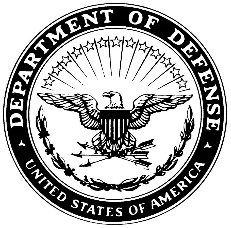 DEPARTMENT OF DEFENSE
UNITED STATES OF AMERICA